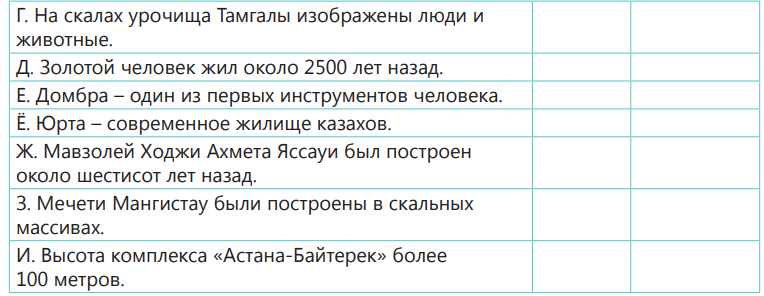 Г. На скалах урочища Тамгалы изображены люди и
животные.
Д. Золотой человек жил около 2500 лет назад.
Е. Домбра – один из первых инструментов человека.
Ё. Юрта – современное жилище казахов.
Ж. Мавзолей Ходжи Ахмета Яссауи был построен
около шестисот лет назад.
З. Мечети Мангистау были построены в скальных
массивах.
И. Высота комплекса «Астана-Байтерек» более
100 метров.